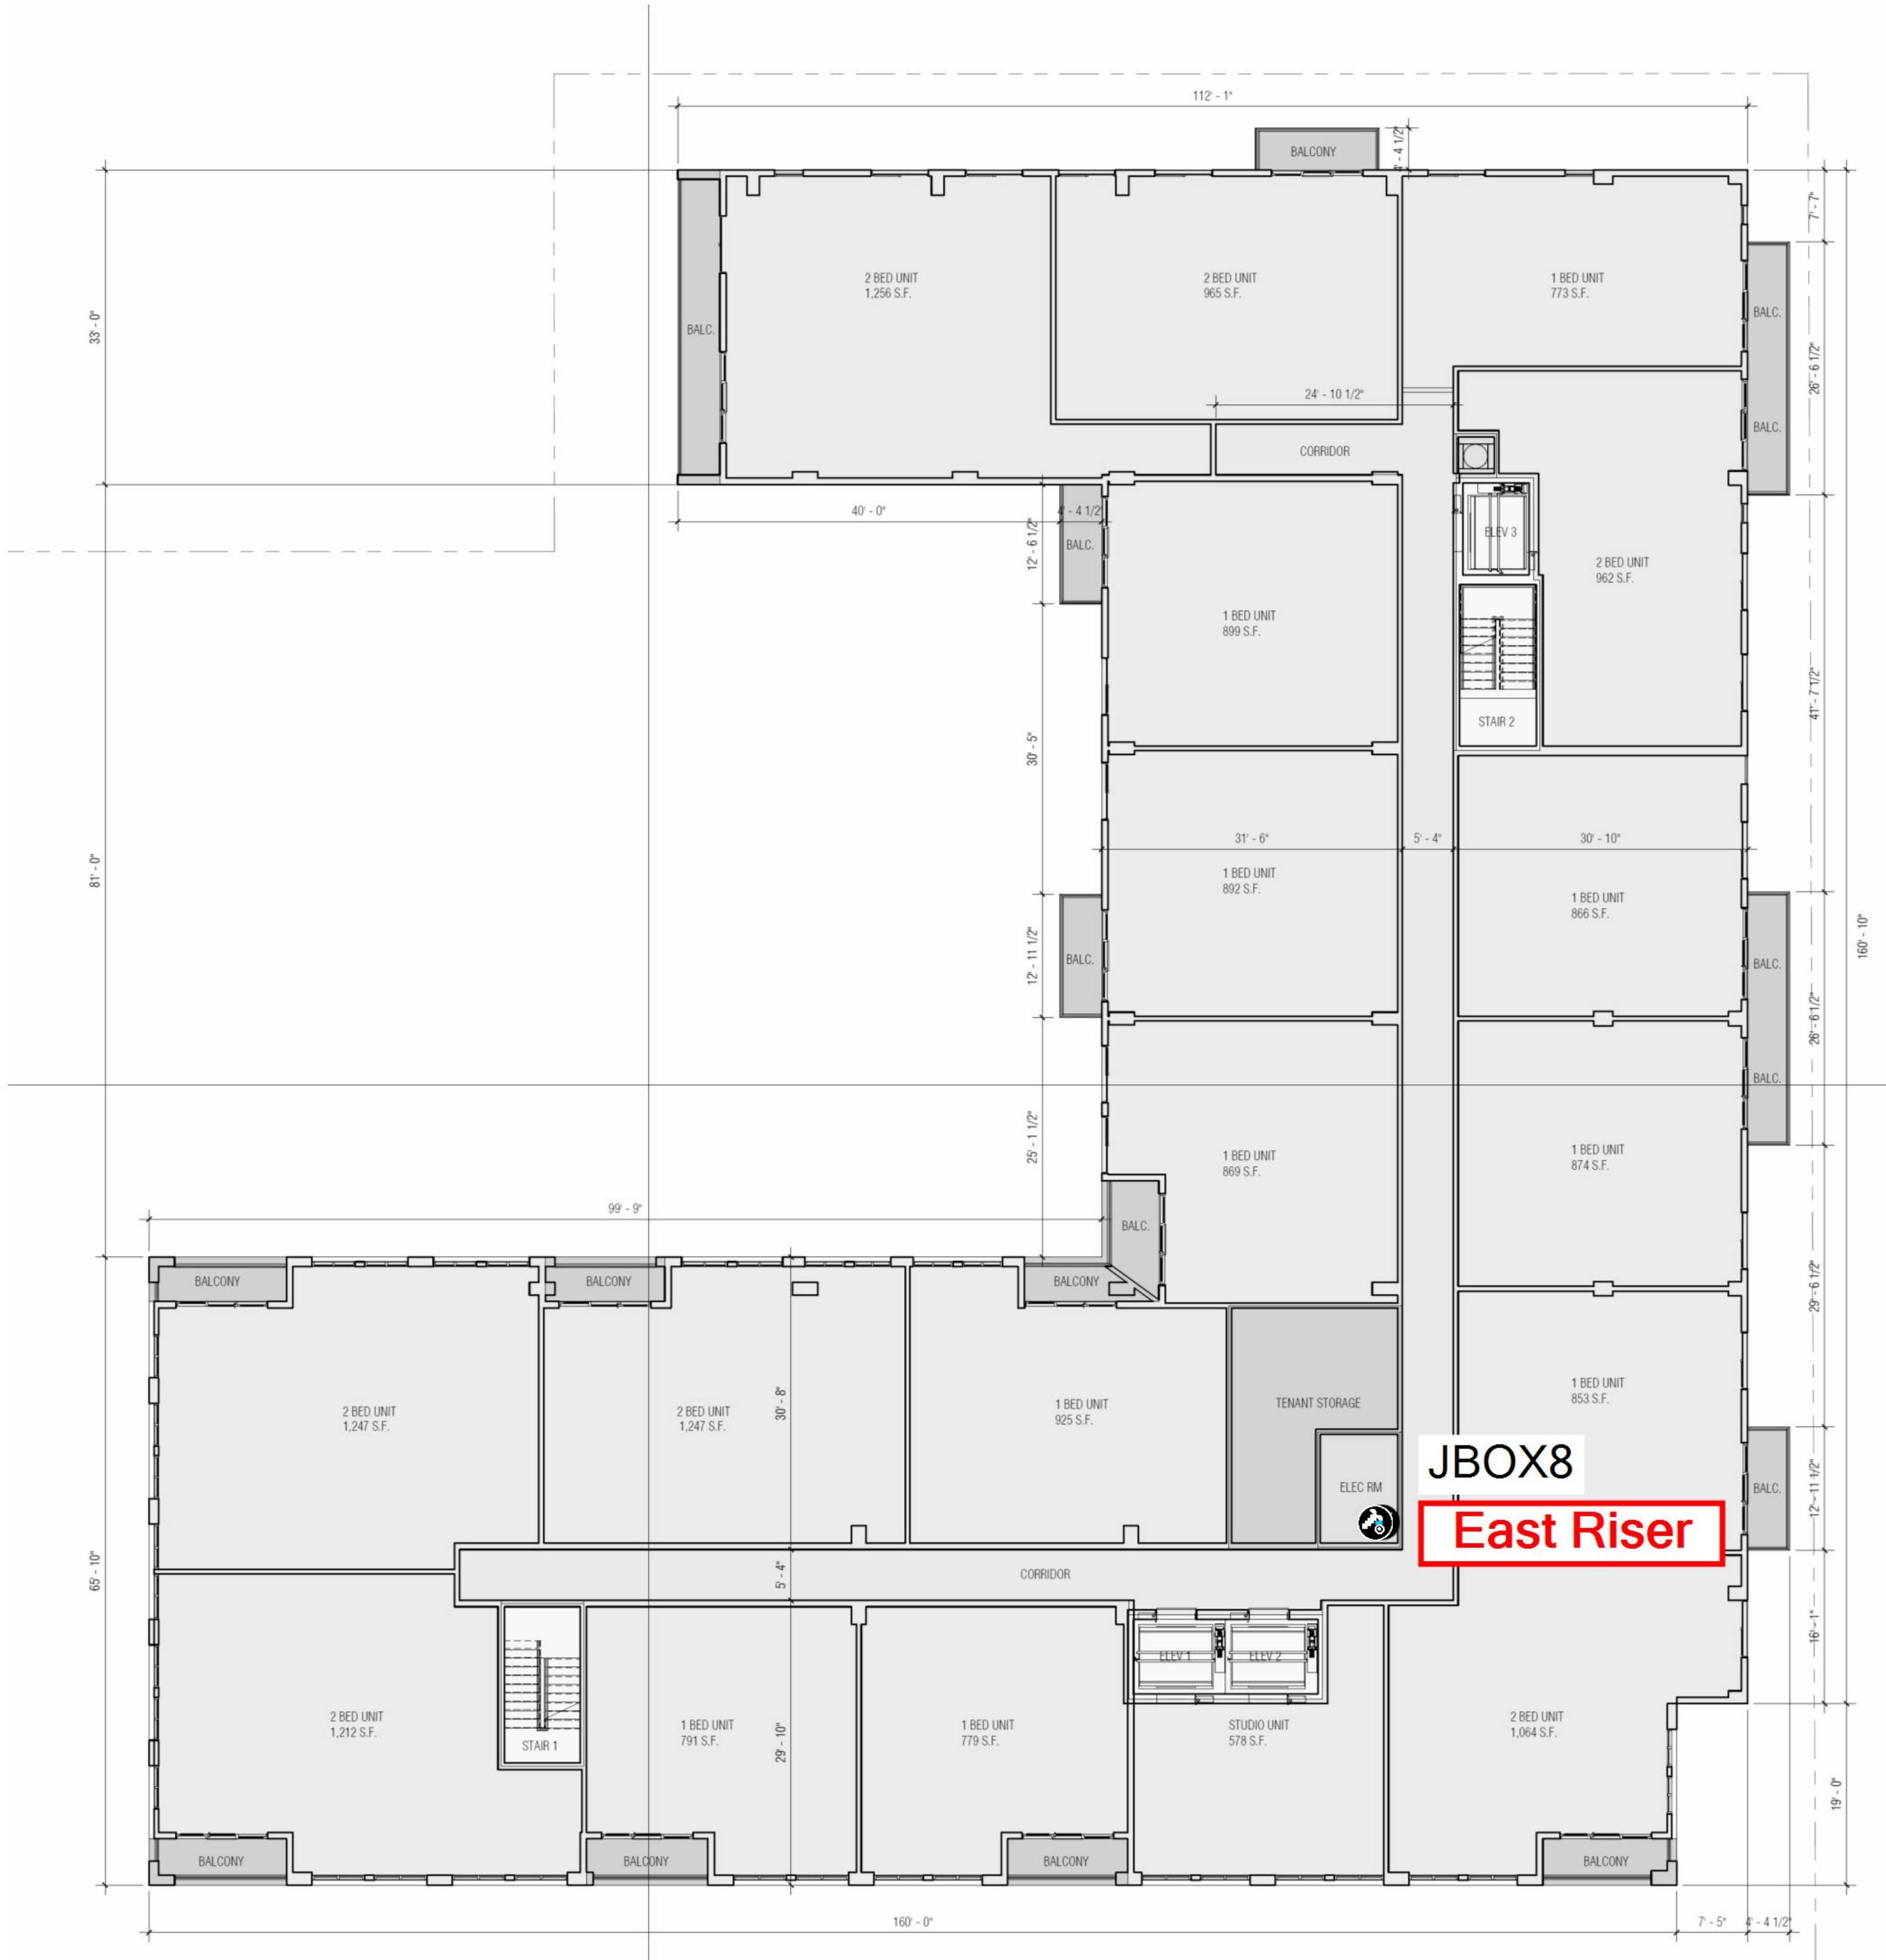 112' - 1"
BALCONY
4' - 4 1/2"
7' - 7"
2 BED UNIT
1,256 S.F.
2 BED UNIT
965 S.F.
1 BED UNIT
773 S.F.
BALC.
BALC.
33' - 0"
26' - 6 1/2"
24' - 10 1/2"
BALC.
CORRIDOR
40' - 0"
4' - 4 1/2"
12' - 6 1/2"
BALC.
ELEV 3
2 BED UNIT
962 S.F.
1 BED UNIT
899 S.F.
41' - 7 1/2"
STAIR 2
30' - 5"
31' - 6"
5' - 4"
30' - 10"
81' - 0"
1 BED UNIT
892 S.F.
1 BED UNIT
866 S.F.
160' - 10"
12' - 11 1/2"
BALC.
BALC.
26' - 6 1/2"
BALC.
25' - 1 1/2"
1 BED UNIT
869 S.F.
1 BED UNIT
874 S.F.
99' - 9"
BALC.
BALCONY
BALCONY
BALCONY
29' - 6 1/2"
2 BED UNIT
1,247 S.F.
2 BED UNIT
1,247 S.F.
30' - 8"
1 BED UNIT
925 S.F.
TENANT STORAGE
1 BED UNIT
853 S.F.
JBOX8
ELEC RM
BALC.
12' - 11 1/2"
East Riser
65' - 10"
5' - 4"
CORRIDOR
16' - 1"
ELEV 1
ELEV 2
2 BED UNIT
1,212 S.F.
STAIR 1
1 BED UNIT
791 S.F.
29' - 10"
1 BED UNIT
779 S.F.
STUDIO UNIT
578 S.F.
2 BED UNIT
1,064 S.F.
19' - 0"
BALCONY
BALCONY
BALCONY
BALCONY
160' - 0"
7' - 5"
4' - 4 1/2"